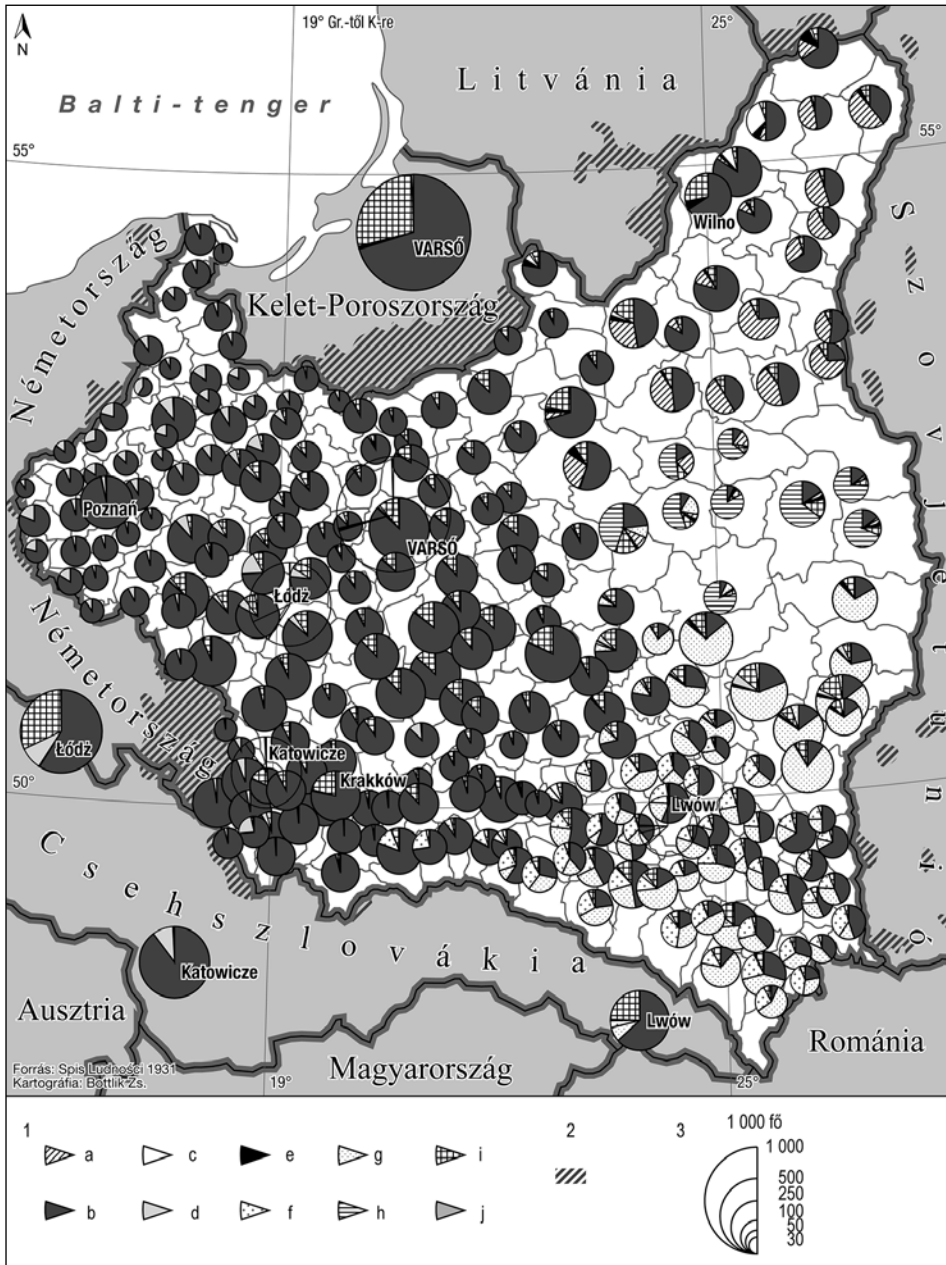 N
19° Gr.-től K-re
25°
Litvánia
Balti-tenger
55°
55°
Szovjetunió
Németország
VARSÓ
Wilno
Kelet-Poroszország
Poznań
VARSÓ
Łódź
Németország
Łódź
50°
Katowicze
Krakków
Lwów
50°
Csehszlovákia
Katowicze
Lwów
Ausztria
Románia
Forrás: Spis Ludności 1931
Kartográfia: Bottlik Zs.
19°
Magyarország
25°
1
2
3
1 000 fő
a
c
e
g
i
b
d
f
h
j
1 000
500
250
100
50
30